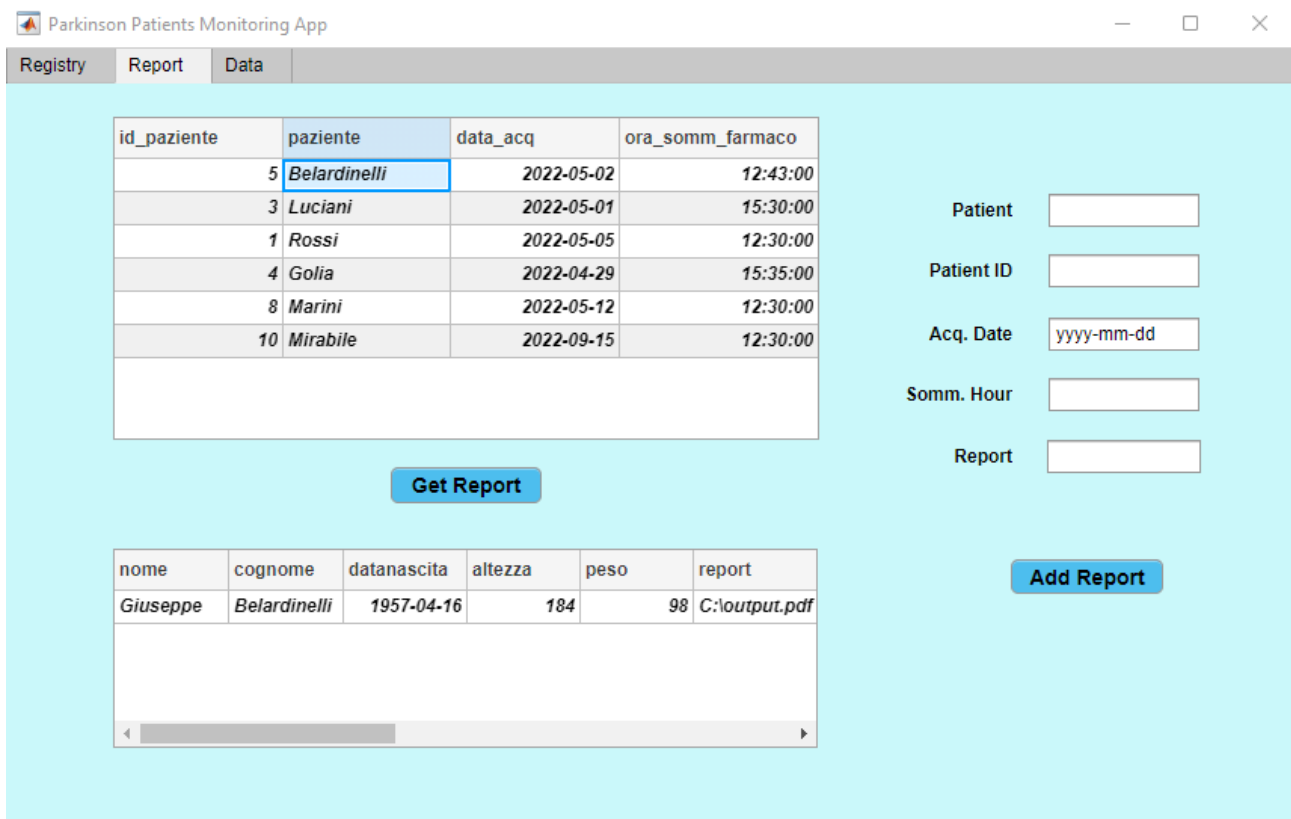 Parkinson Patients Monitoring App
Registry Report Data
id_paziente paziente data_acq ora_somm_farmaco
5 Belardinelli 2022-05-02 12:43:00
3 Luciani 2022-05-01 15:30:00
1 Rossi 2022-05-05 12:30:00
4 Golia 2022-04-29 15:35:00
8 Marini 2022-05-12 12:30:00
10 Mirabile 2022-09-15 12:30:00
Get Report
nome cognome datanascita altezza peso report
Giuseppe Belardinelli 1957-04-16 184 98 C:\output.pdf
Patient
Patient ID
Acq. Date yyyy-mm-dd
Somm. Hour
Report
Add Report